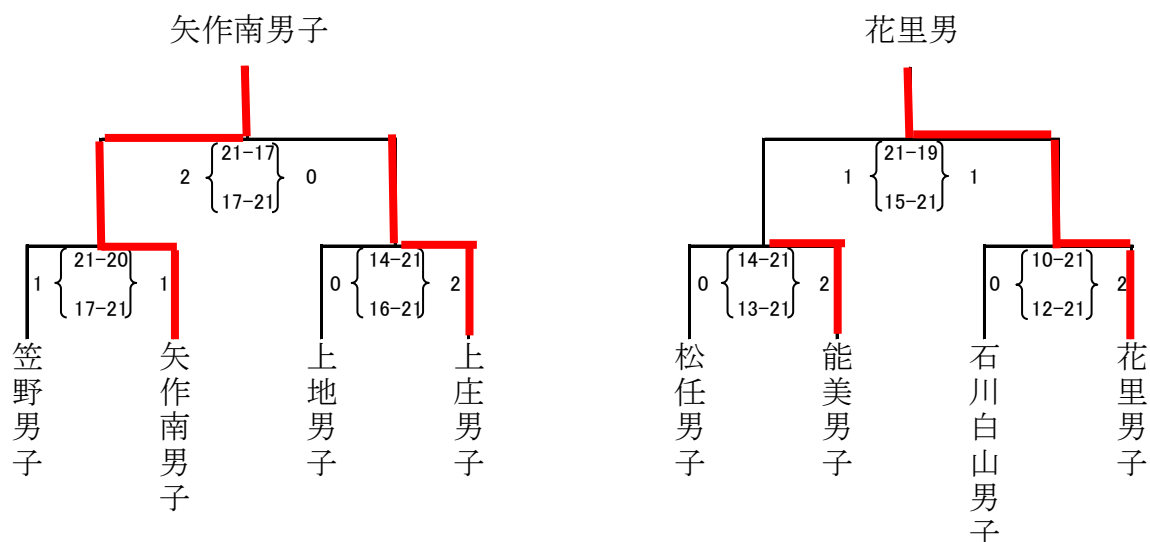 矢作南男子
花里男
21-17
2
0
17-21
21-19
1
1
15-21
21-20
1
1
17-21
14-21
0
2
16-21
14-21
0
2
13-21
10-21
0
2
12-21
笠野男子
矢作南男子
上地男子
上庄男子
松任男子
能美男子
石川白山男子
花里男子